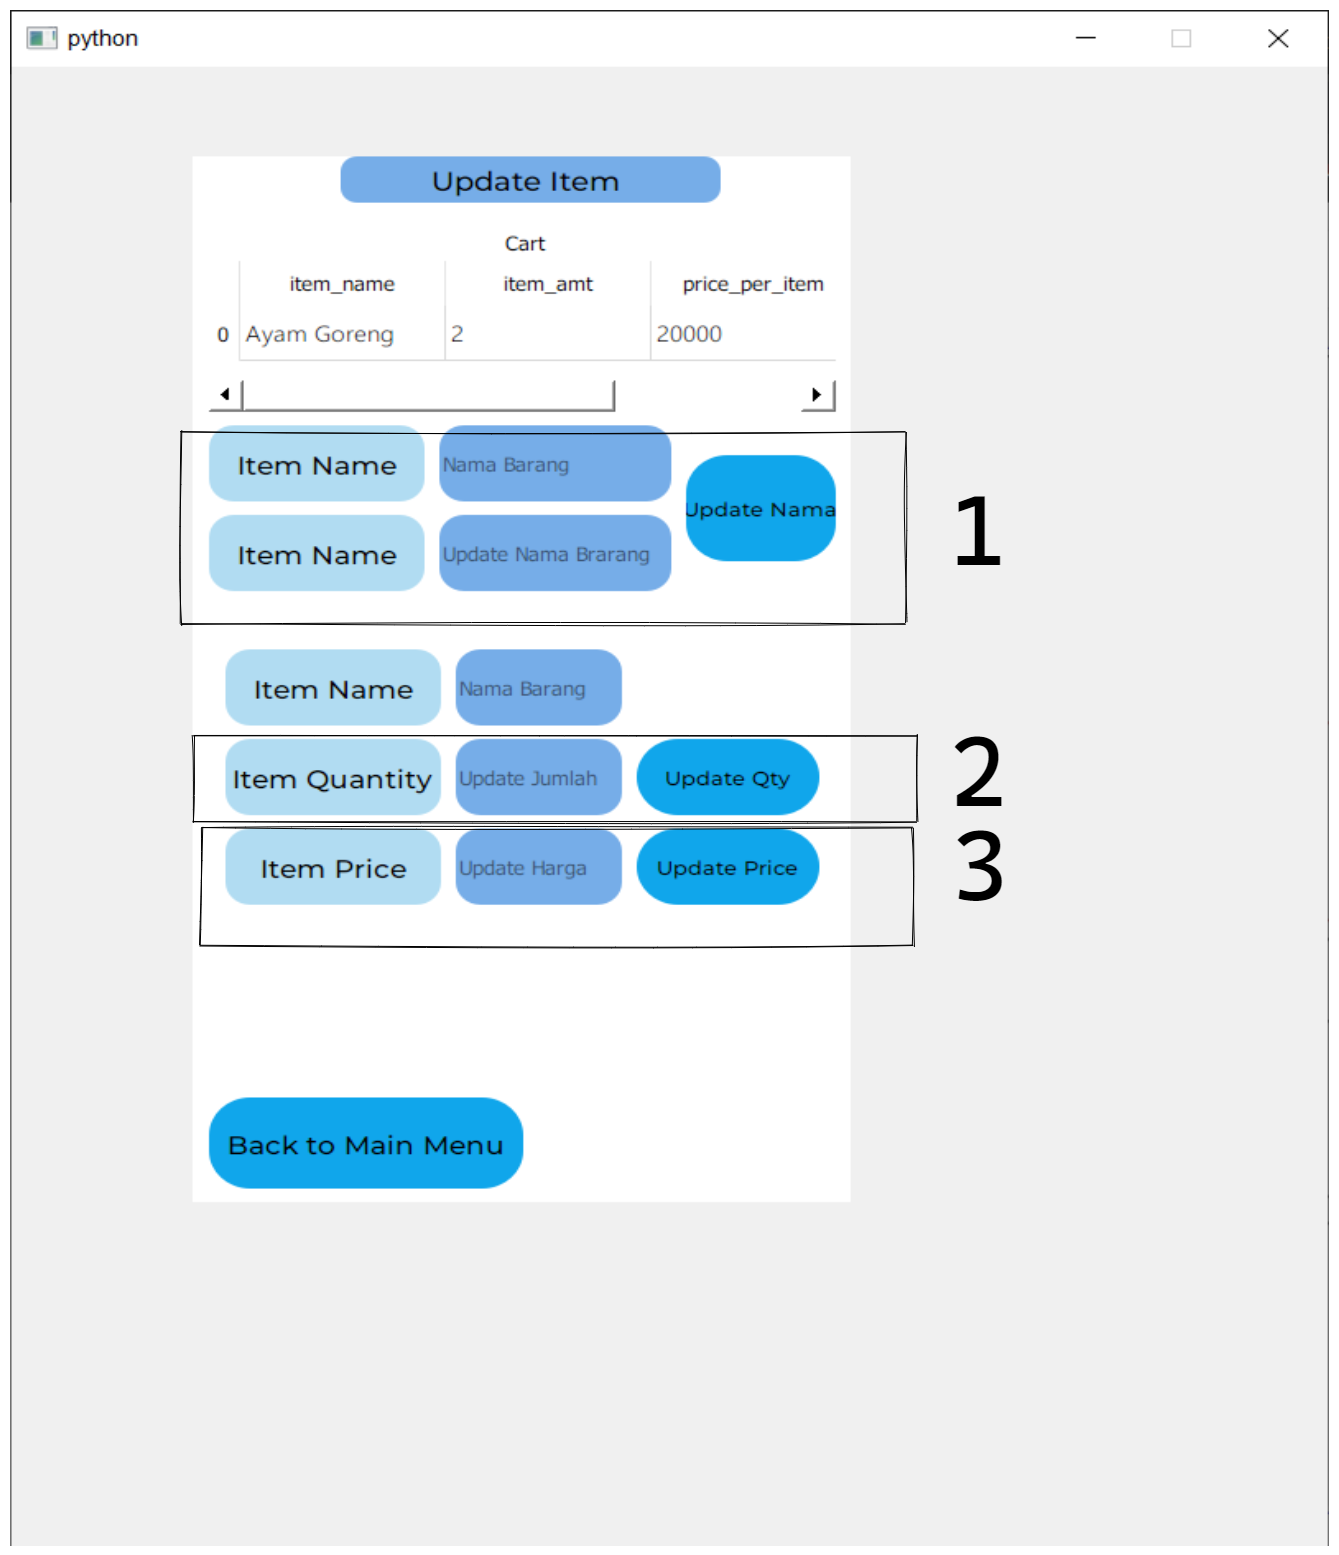 python
Update Item
Cart
item_name item_amt price_per_item
0 Ayam Goreng 2 20000
Item Name Nama Barang
Update Nama
1
Item Name Update Nama Brarang
Item Name Nama Barang
Item Quantity Update Jumlah Update Qty 2
Item Price Update Harga Update Price 3
Back to Main Menu